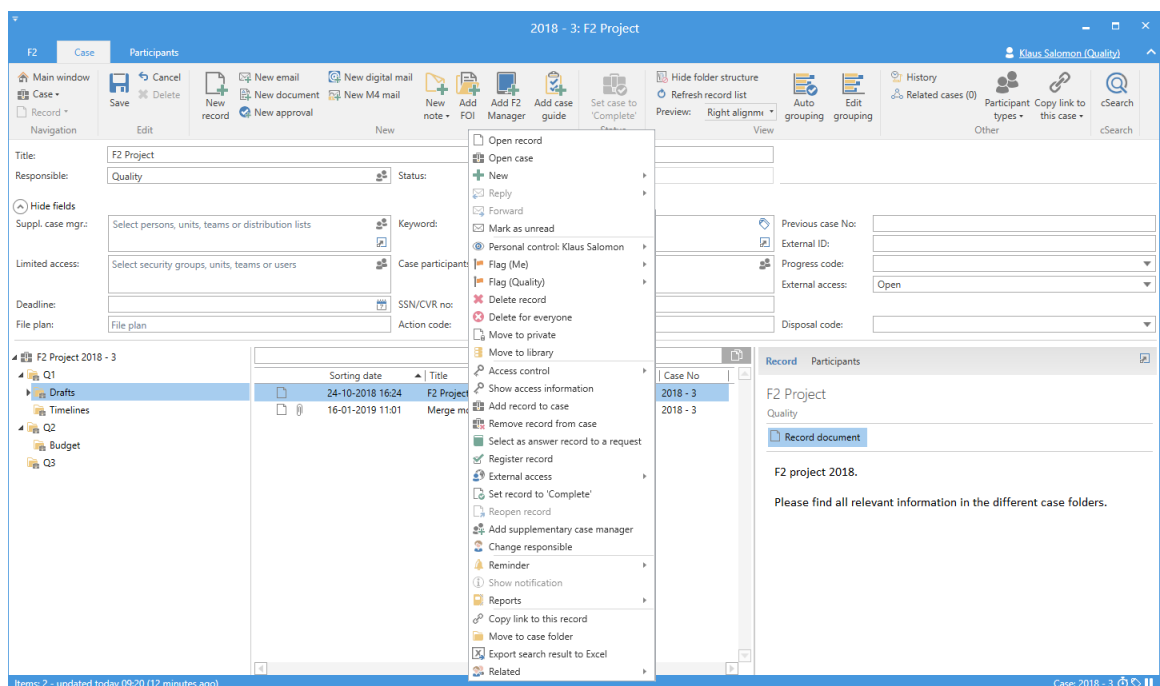 2018 - 3: F2 Project
F2 Case Participants Klaus Salomon (Quality)
Main window
Case
Record
Navigation
Save
Cancel
Delete
Edit
New record
New email
New document
New approval
New digital mail
New M4 mail
New note
Add FOI
Add F2 Manager
Add case guide
New
Set case to 'Complete'
Status
Hide folder structure
Refresh record list
Preview: Right alignme
Auto grouping
Edit grouping
View
History
Related cases (0)
Participant types
Copy link to this case
Other
cSearch
cSearch
Title: F2 Project
Responsible: Quality Status:
Hide fields
Suppl. case mgr.: Select persons, units, teams or distribution lists Keyword: Previous case No:
External ID:
Limited access: Select security groups, units, teams or users Case participants Progress code:
External access: Open
Deadline: SSN/CVR no:
File plan: File plan Action code: Disposal code:
F2 Project 2018 - 3
Q1
Drafts
Timelines
Q2
Budget
Q3
Sorting date Title Case No
24-10-2018 16:24 F2 Project 2018 - 3
16-01-2019 11:01 Merge mo 2018 - 3
Open record
Open case
New
Reply
Forward
Mark as unread
Personal control: Klaus Salomon
Flag (Me)
Flag (Quality)
Delete record
Delete for everyone
Move to private
Move to library
Access control
Show access information
Add record to case
Remove record from case
Select as answer record to a request
Register record
External access
Set record to 'Complete'
Reopen record
Add supplementary case manager
Change responsible
Reminder
Show notification
Reports
Copy link to this record
Move to case folder
Export search result to Excel
Related
Record Participants
F2 Project
Quality
Record document
F2 project 2018.
Please find all relevant information in the different case folders.
Items: 2 - updated today 09:20 (12 minutes ago) Case: 2018 - 3